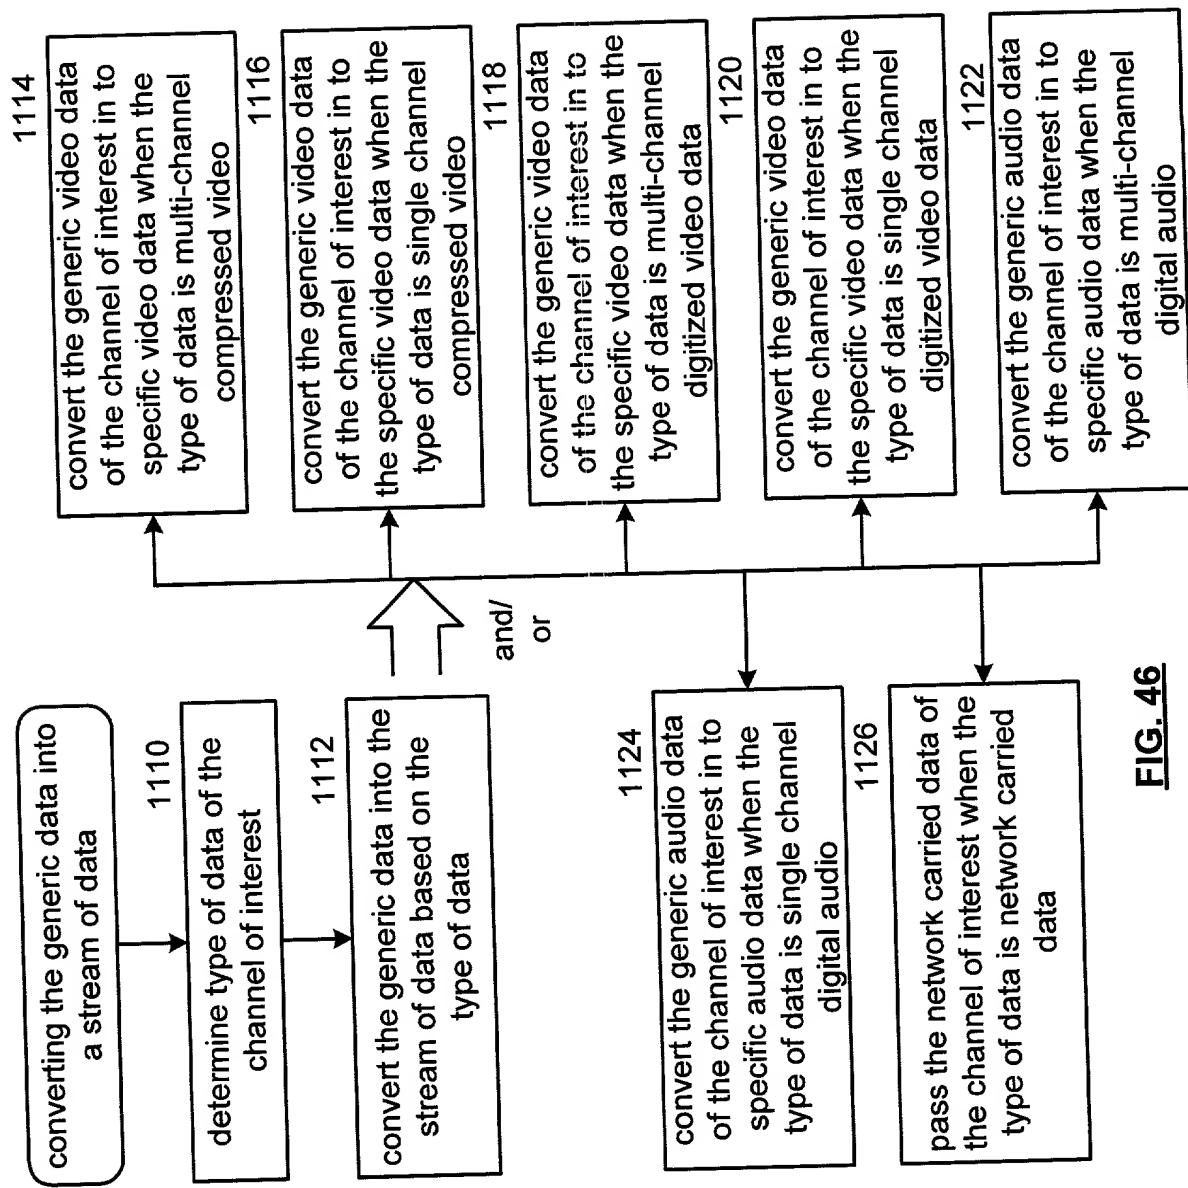 converting the generic data into
a stream of data
1110
determine type of data of the
channel of interest
1112
convert the generic data into the
stream of data based on the
type of data
and/
or
1114
convert the generic video data
of the channel of interest in to
specific video data when the
type of data is multi-channel
compressed video
1116
convert the generic video data
of the channel of interest in to
the specific video data when the
type of data is single channel
compressed video
1118
convert the generic video data
of the channel of interest in to
the specific video data when the
type of data is multi-channel
digitized video data
1120
convert the generic video data
of the channel of interest in to
the specific video data when the
type of data is single channel
digitized video data
1122
convert the generic audio data
of the channel of interest in to
specific audio data when the
type of data is multi-channel
digital audio
1124
convert the generic audio data
of the channel of interest in to
specific audio data when the
type of data is single channel
digital audio
1126
pass the network carried data of
the channel of interest when the
type of data is network carried
data
FIG. 46